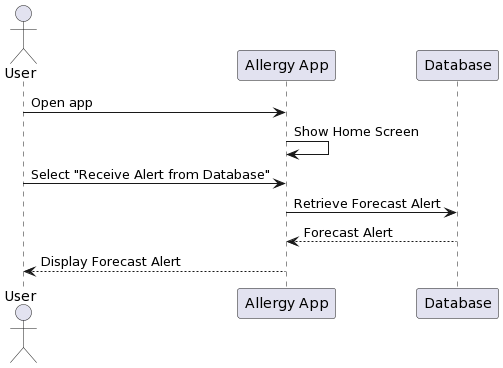 User
Allergy App
Database
Open app
Show Home Screen
Select "Receive Alert from Database"
Retrieve Forecast Alert
Forecast Alert
Display Forecast Alert
User
Allergy App
Database